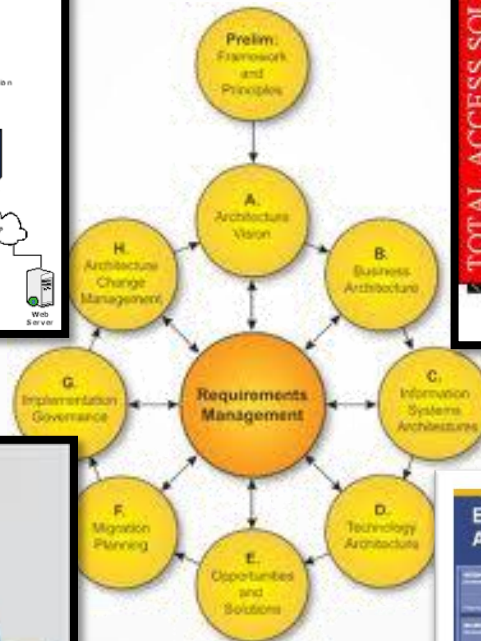 Prelim:
Framework
and
Principles
A.
Architecture
Vision
H.
Architecture
Change
Management
B.
Business
Architecture
G.
Implementation
Governance
Requirements
Management
C.
Information
Systems
Architectures
F.
Migration
Planning
D.
Technology
Architecture
E.
Opportunities
and
Solutions
Web
Server
TOTAL ACCESS SOL